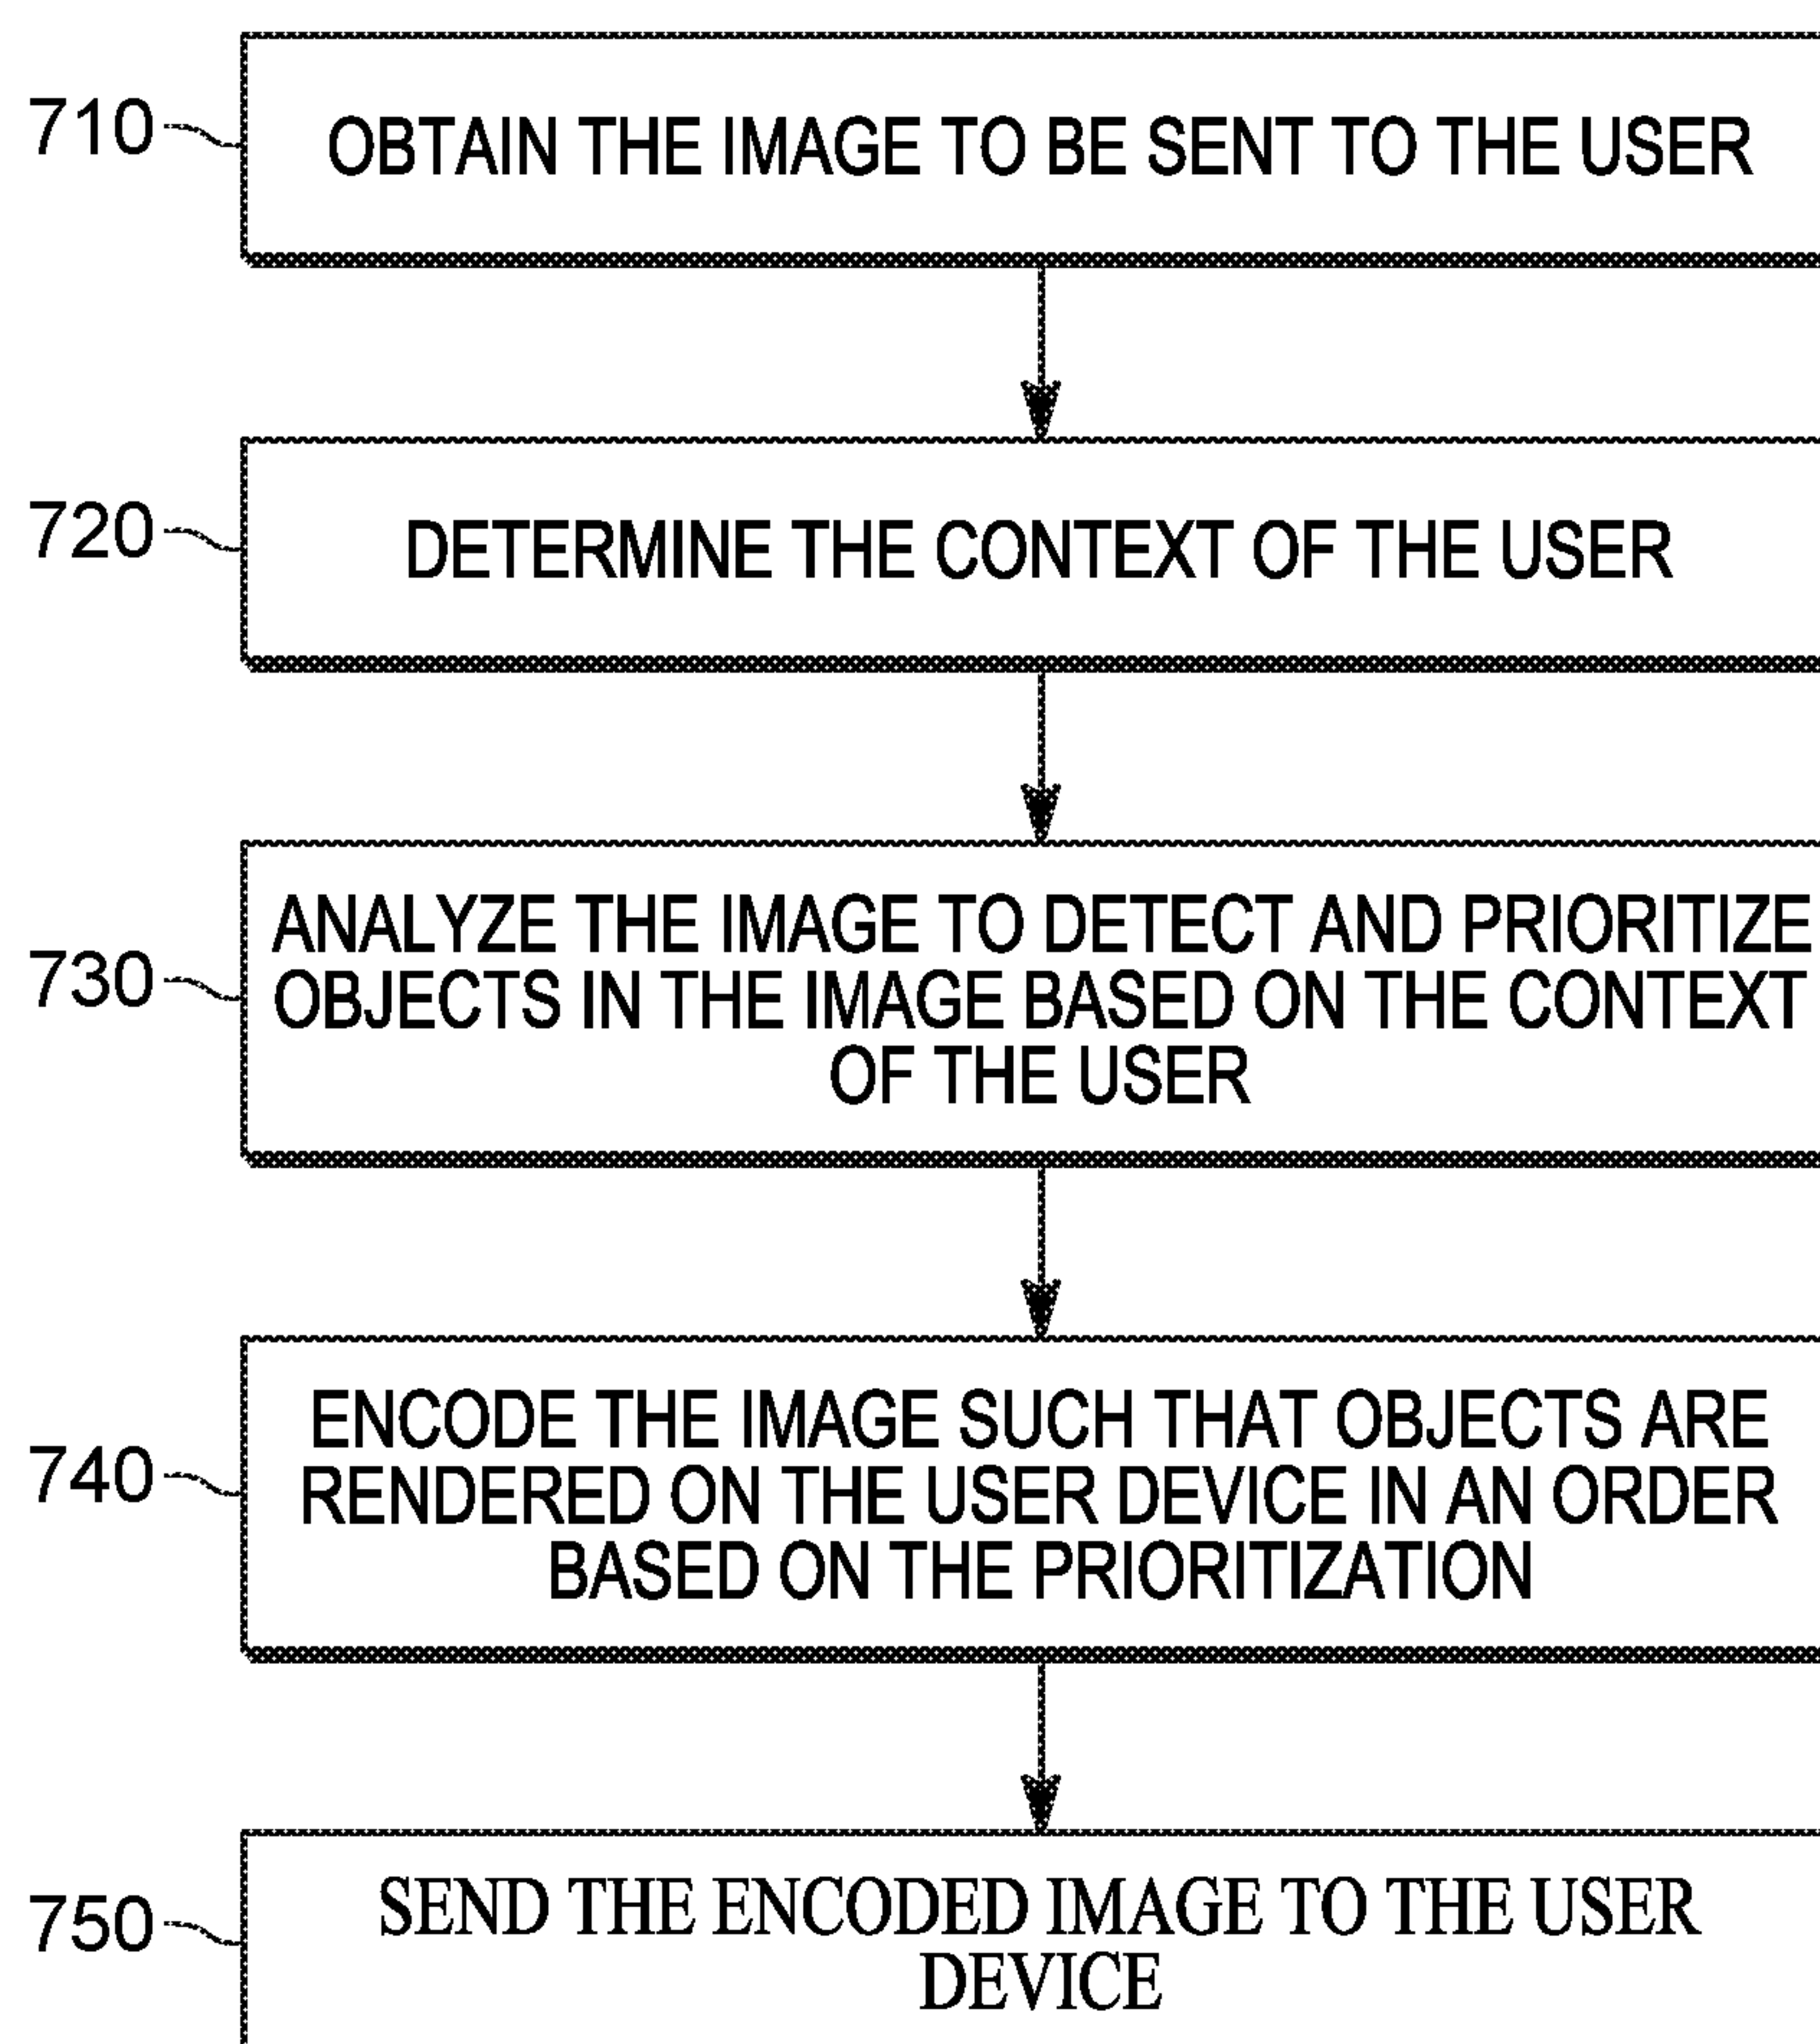 710
OBTAIN THE IMAGE TO BE SENT TO THE USER
720
DETERMINE THE CONTEXT OF THE USER
730
ANALYZE THE IMAGE TO DETECT AND PRIORITIZE
OBJECTS IN THE IMAGE BASED ON THE CONTEXT
OF THE USER
740
ENCODE THE IMAGE SUCH THAT OBJECTS ARE
RENDERED ON THE USER DEVICE IN AN ORDER
BASED ON THE PRIORITIZATION
750
SEND THE ENCODED IMAGE TO THE USER
DEVICE